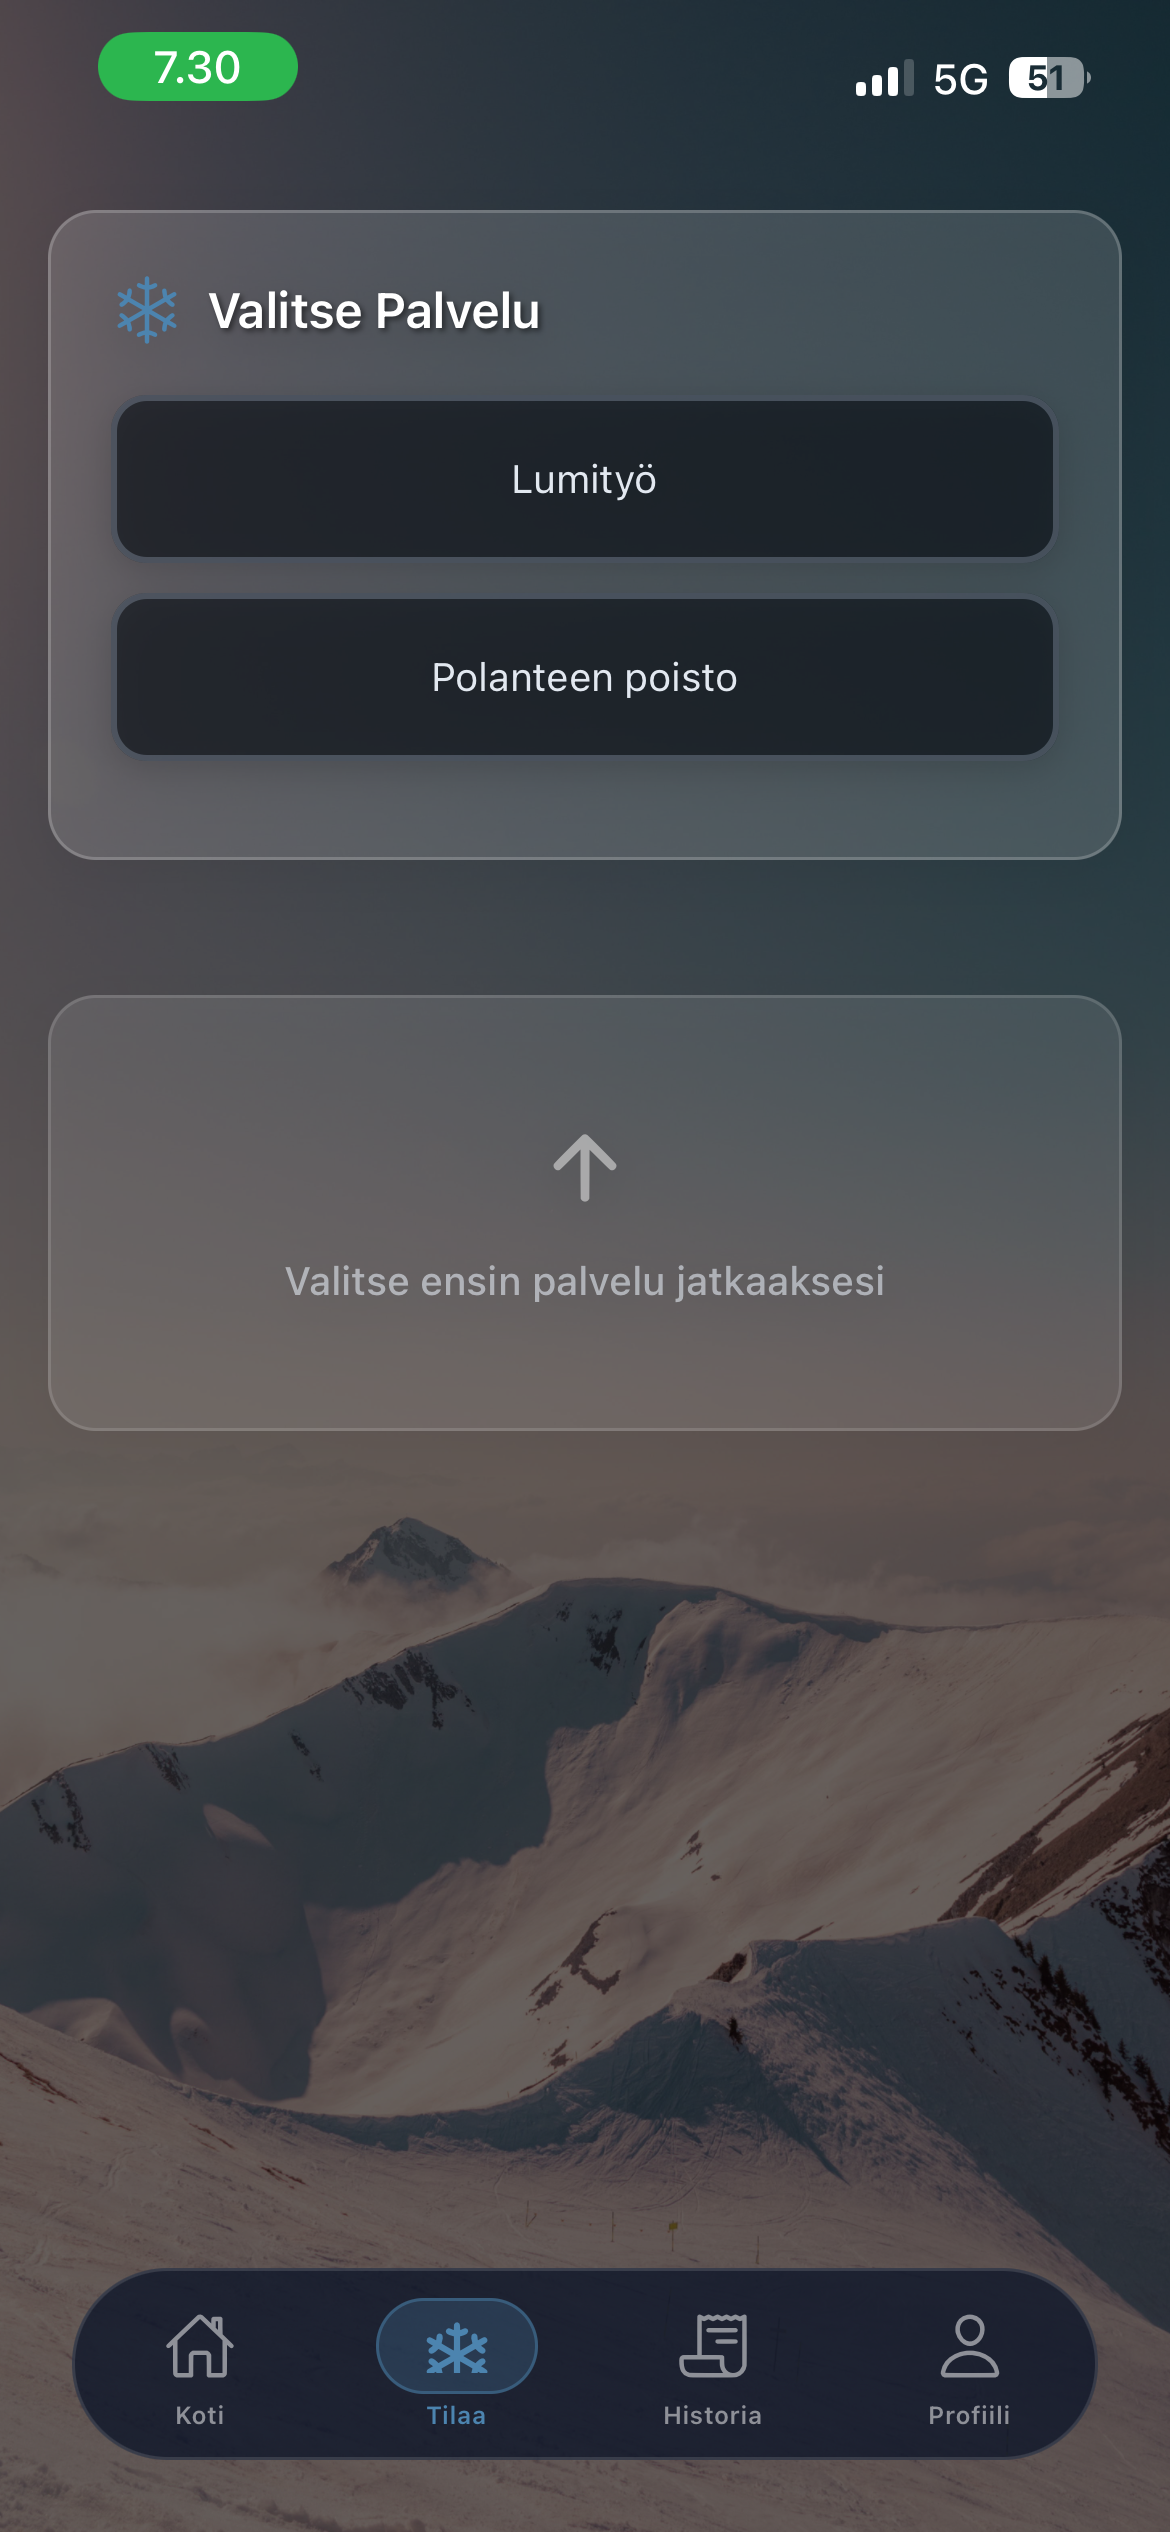 7.30
5G
51
Valitse Palvelu
Lumityö
Polanteen poisto
Valitse ensin palvelu jatkaaksesi
Koti
Tilaa
Historia
Profiili